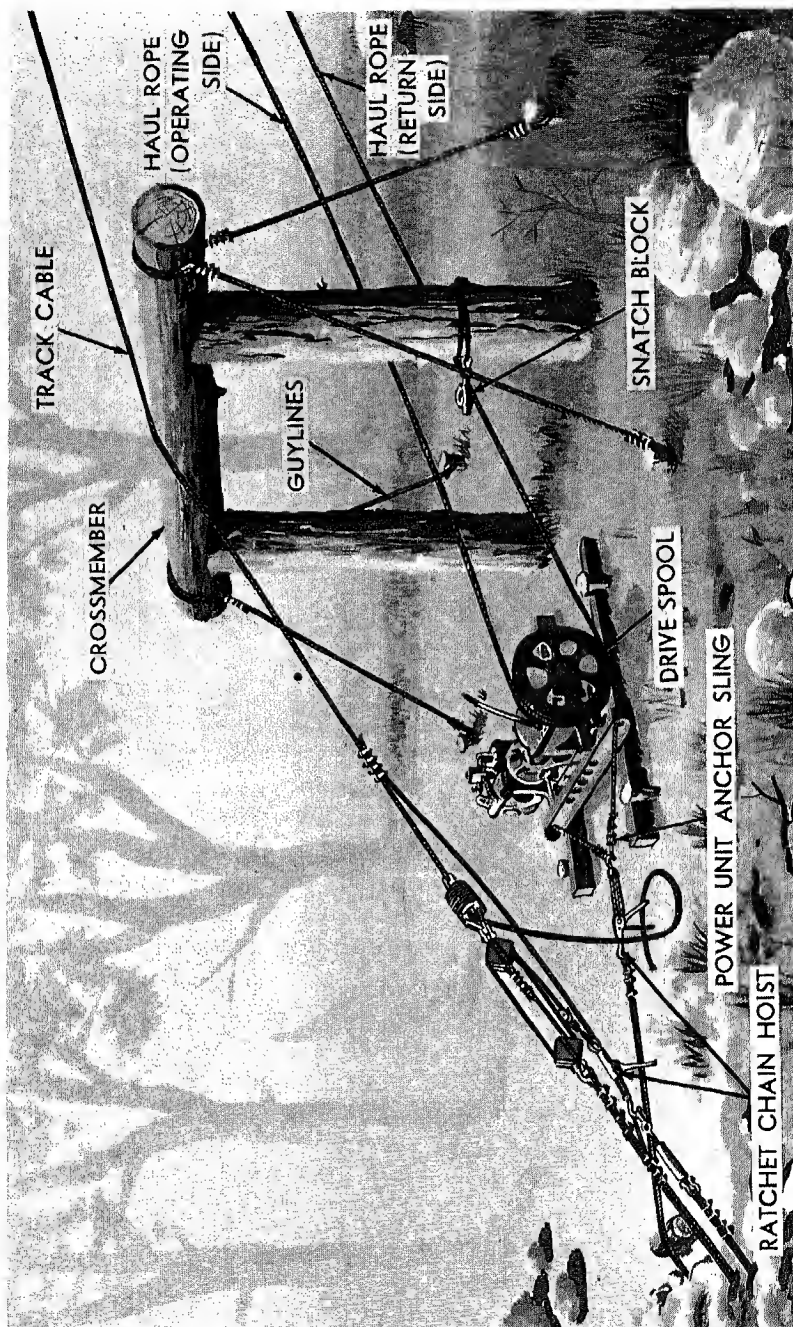 TRACK CABLE
HAUL ROPE
(OPERATING
SIDE)
HAUL ROPE
(RETURN
SIDE)
CROSSMEMBER
GUYLINES
SNATCH BLOCK
DRIVE SPOOL
POWER UNIT ANCHOR SLING
RATCHET CHAIN HOIST